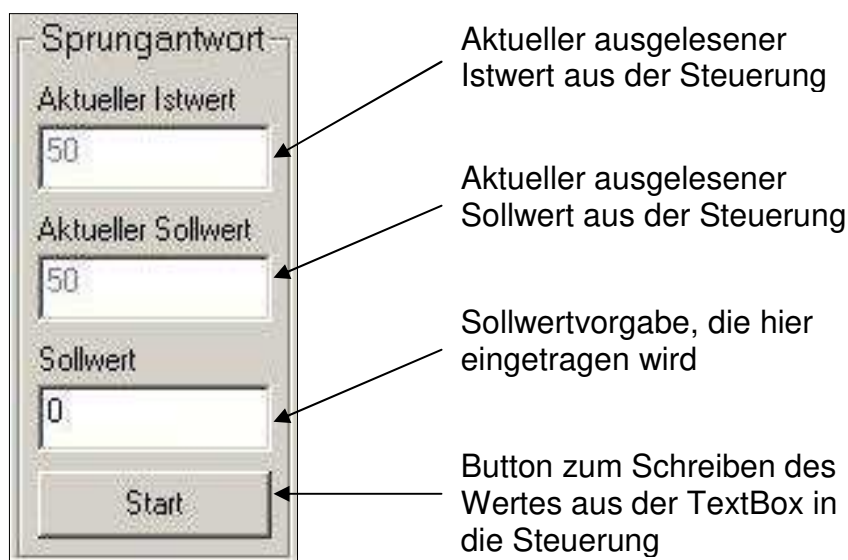 Sprungantwort
Aktueller Istwert
50
Aktueller Sollwert
50
Sollwert
0
Start
Aktueller ausgelesener
Istwert aus der Steuerung
Aktueller ausgelesener
Sollwert aus der Steuerung
Sollwertvorgabe, die hier
eingetragen wird
Button zum Schreiben des
Wertes aus der TextBox in
die Steuerung